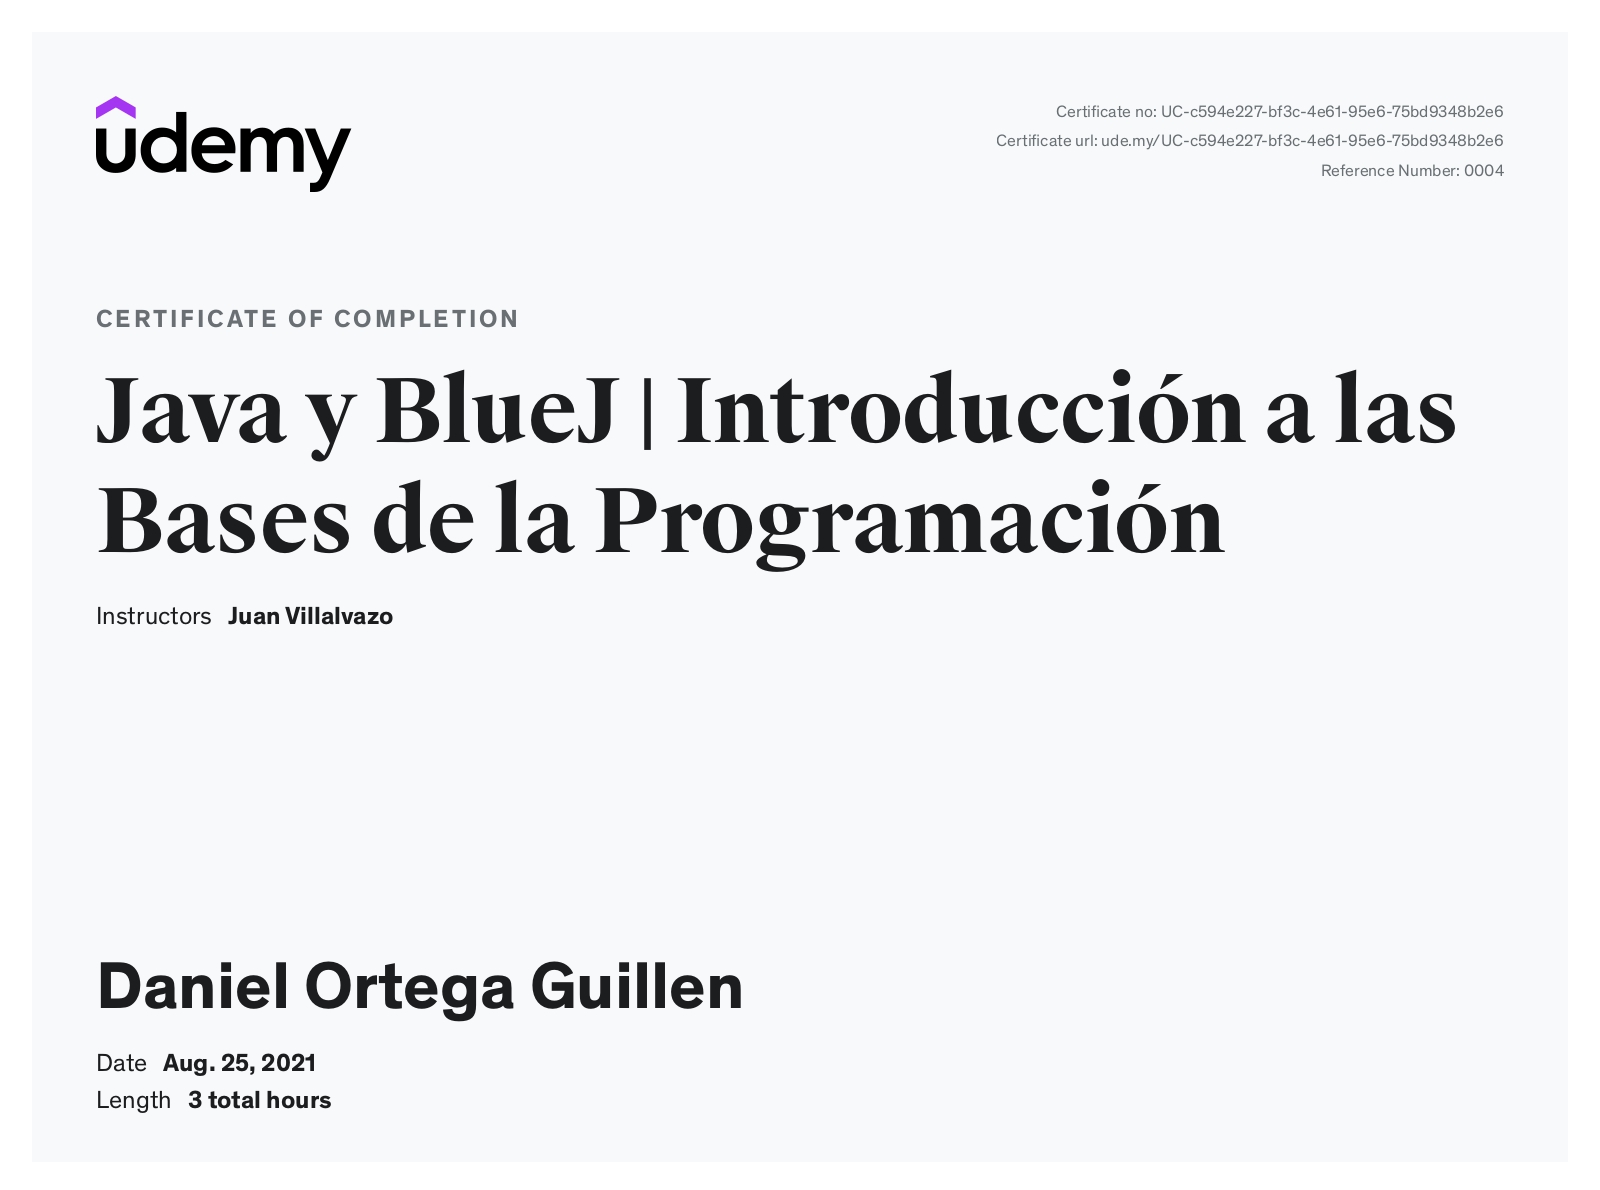 udemy
Certificate no: UC-c594e227-bf3c-4e61-95e6-75bd9348b2e6
Certificate url: ude.my/UC-c594e227-bf3c-4e61-95e6-75bd9348b2e6
Reference Number: 0004
CERTIFICATE OF COMPLETION
Java y BlueJ | Introducción a las
Bases de la Programación
Instructors Juan Villalvazo
Daniel Ortega Guillen
Date Aug. 25, 2021
Length 3 total hours